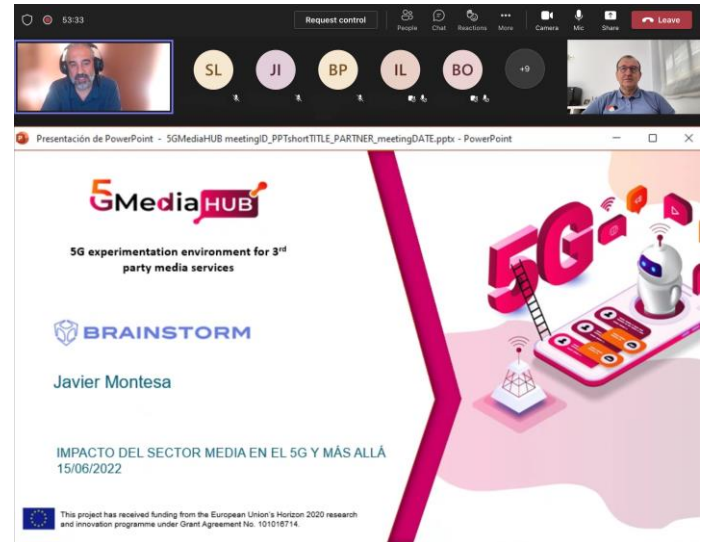 53:33
Request control
People
Chat
Reactions
More
Camera
Mic
Share
Leave
SL
JI
BP
IL
BO
+9
Presentación de PowerPoint - 5GMediaHUB meetingID_PPTshortTITLE_PARTNER_meetingDATE.pptx - PowerPoint
5GMediaHUB
5G experimentation environment for 3rd
party media services
BRAINSTORM
Javier Montesa
IMPACTO DEL SECTOR MEDIA EN EL 5G Y MÁS ALLÁ
15/06/2022
This project has received funding from the European Union's Horizon 2020 research
and innovation programme under Grant Agreement No. 101016714.
5G